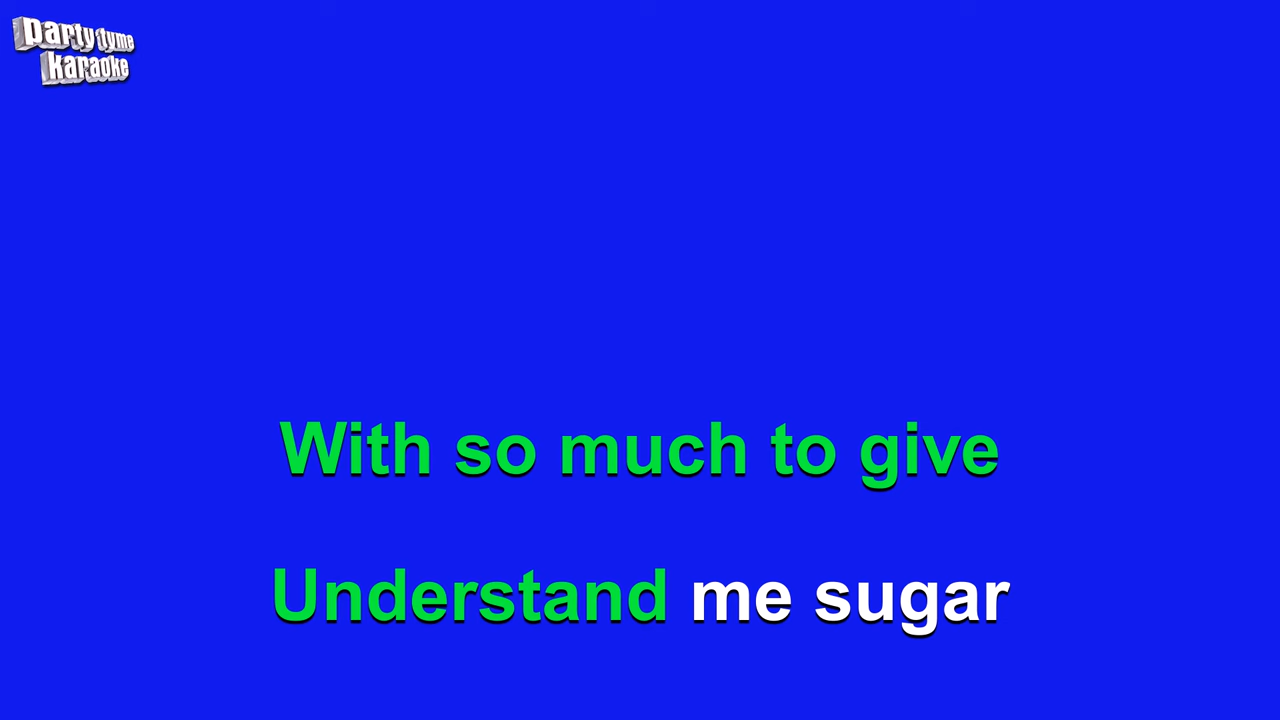 party tyme
karaoke
With so much to give
Understand me sugar